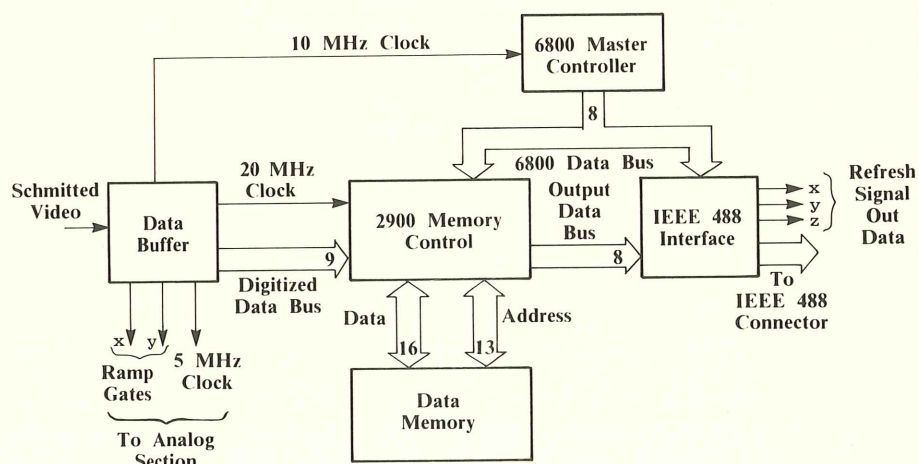 10 MHz Clock
6800 Master
Controller
8
6800 Data Bus
Schmitted
Video
Data
Buffer
20 MHz
Clock
9
Digitized
Data Bus
2900 Memory
Control
Output
Data
Bus
8
IEEE 488
Interface
x
y
z
Refresh
Signal
Out
Data
To
IEEE 488
Connector
x
y
Ramp
Gates
5 MHz
Clock
To Analog
Section
Data
16
Address
13
Data
Memory